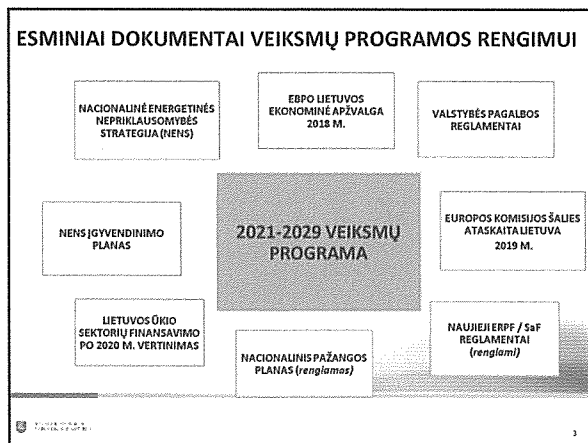 ESMINIAI DOKUMENTAI VEIKSMŲ PROGRAMOS RENGIMUI
NACIONALINĖ ENERGETINĖS
NEPRIKLAUSOMYBĖS
STRATEGIJA (NENS)
EBPO LIETUVOS
EKONOMINĖ APŽVALGA
2018 M.
VALSTYBĖS PAGALBOS
REGLAMENTAI
NENS ĮGYVENDINIMO
PLANAS
2021-2029 VEIKSMŲ
PROGRAMA
EUROPOS KOMISIJOS ŠALIES
ATASKAITA LIETUVA
2019 M.
LIETUVOS ŪKIO
SEKTORIŲ FINANSAVIMO
PO 2020 M. VERTINIMAS
NACIONALINIS PAŽANGOS
PLANAS (rengiamas)
NAUJIEJI ERPF / SaF
REGLAMENTAI
(rengiami)
3